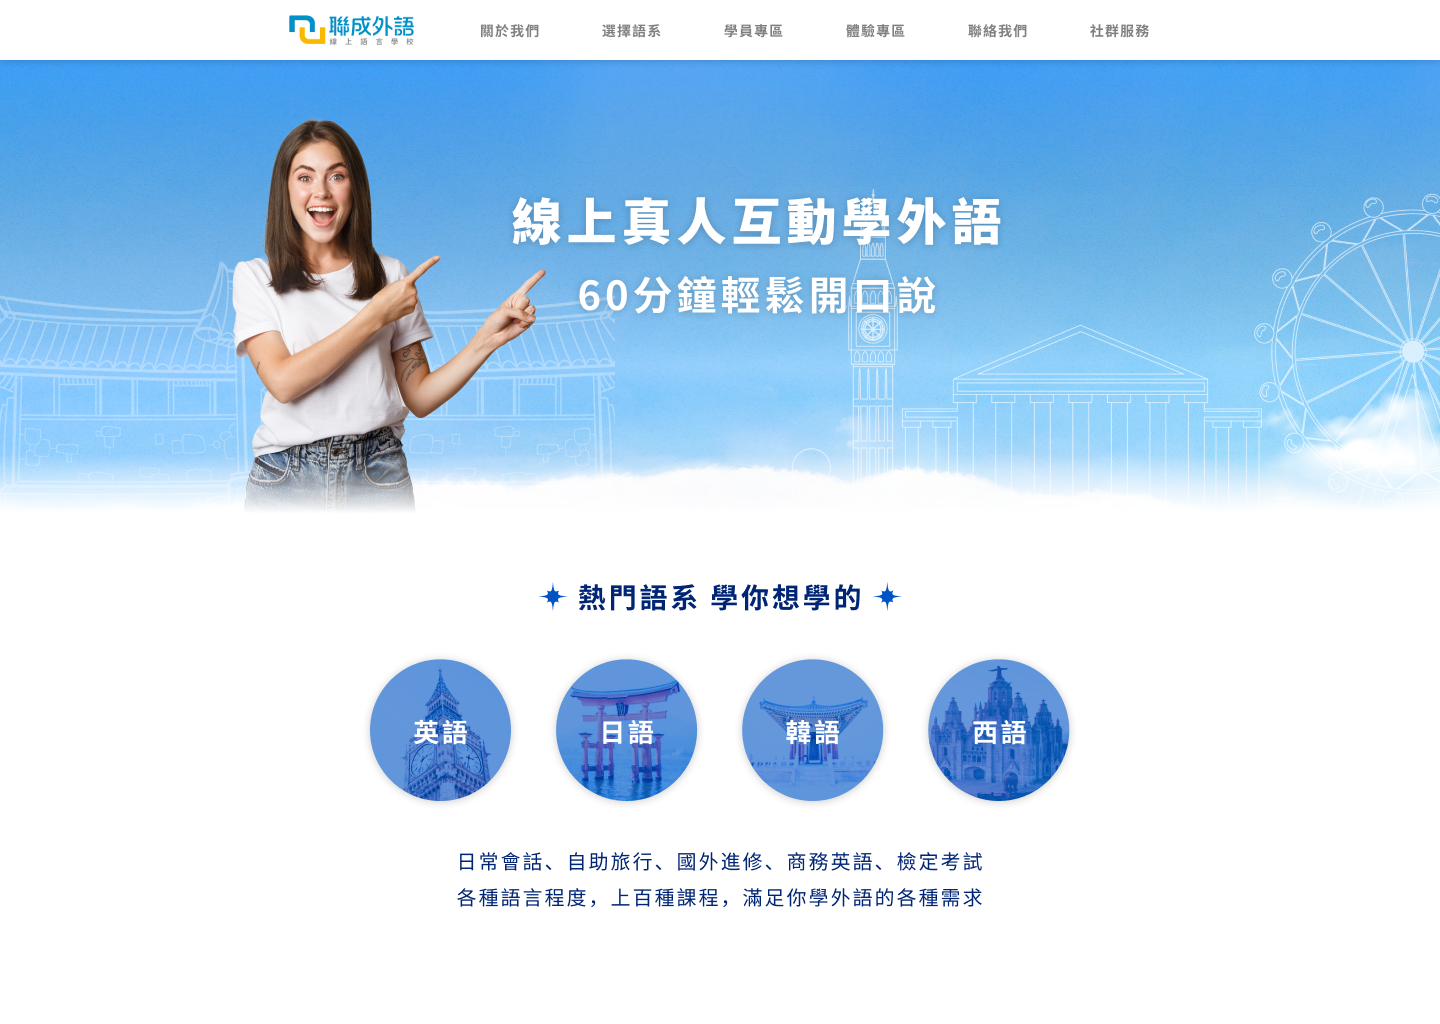 聯成外語
線上語言學校
關於我們
選擇語系
學員專區
體驗專區
聯絡我們
社群服務
線上真人互動學外語
60分鐘輕鬆開口說
熱門語系 學你想學的
英語
日語
韓語
西語
日常會話、自助旅行、國外進修、商務英語、檢定考試
各種語言程度，上百種課程，滿足你學外語的各種需求